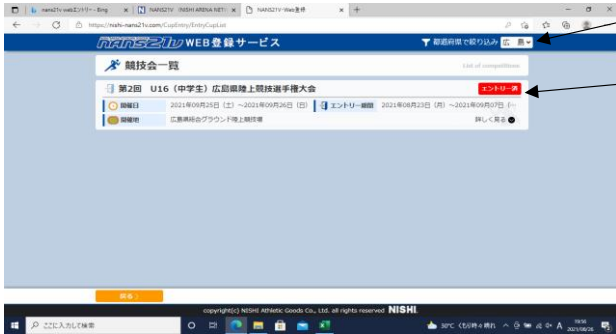 nans21v webエントリー - Bing
NANS21V (NISHI ARENA NET)
NANS21V-Web登録
https://nishi-nans21v.com/CupEntry/EntryCupList
NANS21V WEB登録サービス
都道府県で絞り込み 広 島
競技会一覧
List of competitions
第2回 U16（中学生）広島県陸上競技選手権大会
エントリー済
開催日 2021年09月25日（土）～2021年09月26日（日） エントリー期間 2021年08月23日（月）～2021年09月07日（
開催地 広島県総合グラウンド陸上競技場 詳しく見る
戻る
copyright(c) NISHI Athletic Goods Co., Ltd. all rights reserved NISHI
ここに入力して検索
30°C くもり時々晴れ
A
19:56
2021/08/26